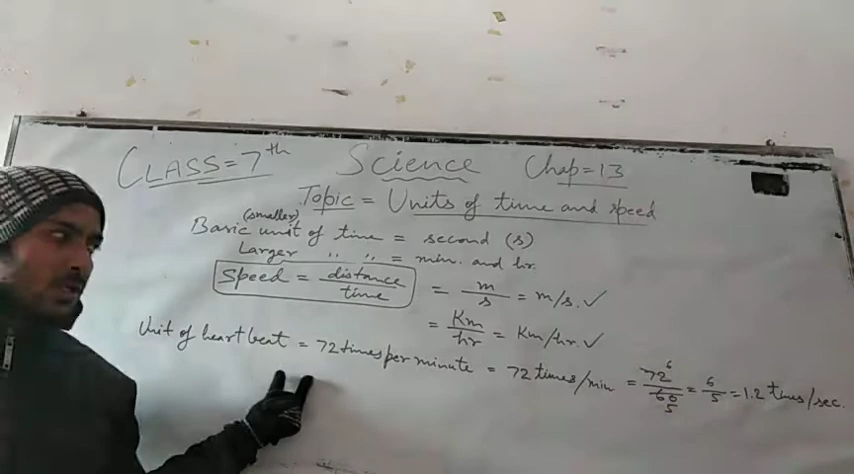 CLASS = 7th Science Chap = 13
Topic = Units of time and speed
(smaller)
Basic unit of time = second (s)
Larger " " = min. and hr.
Speed = distance/time = m/s = m/s. ✓
= Km/hr = Km/hr. ✓
Unit of heart beat = 72 times per minute = 72 times/min = 72 6/60 5 = 6/5 = 1.2 times/sec.